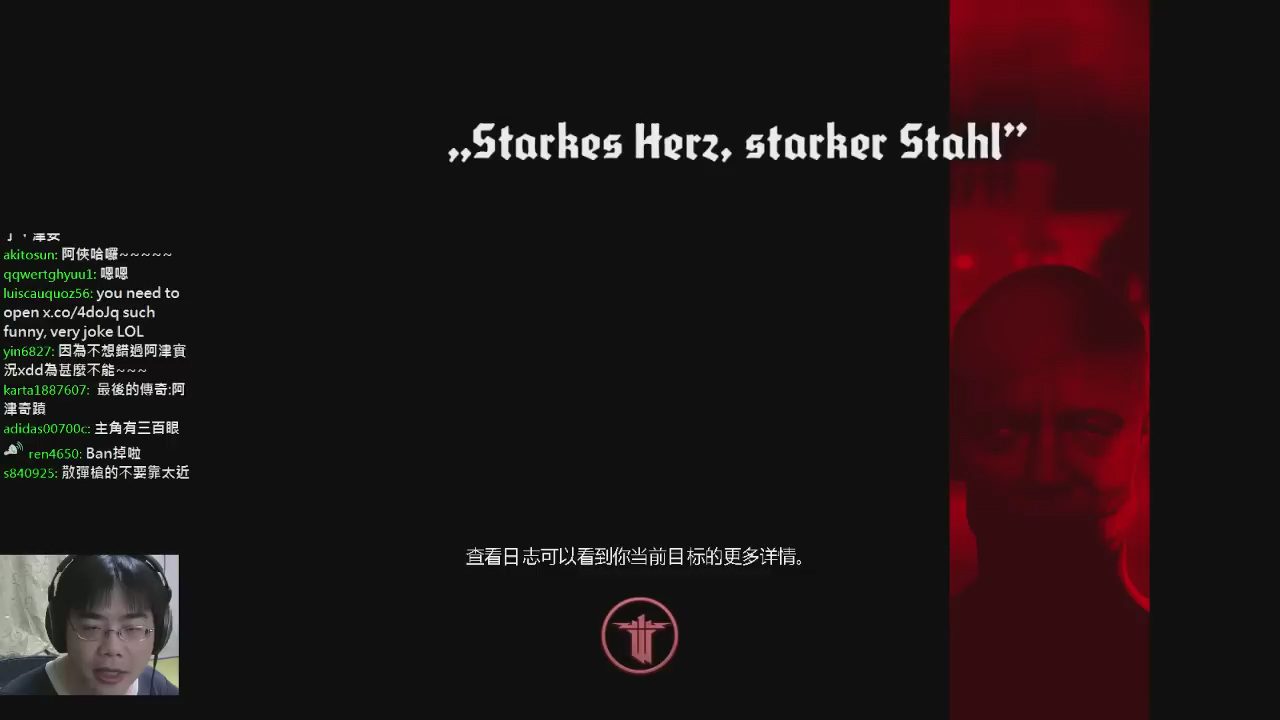 „Starkes Herz, starker Stahl”
akitosun: 阿俠哈囉~~~~~
qqwertghyuu1: 嗯嗯
luiscauquoz56: you need to
open x.co/4doJq such
funny, very joke LOL
yin6827: 因為不想錯過阿津實
況xdd為甚麼不能~~~
karta1887607: 最後的傳奇:阿
津奇蹟
adidas00700c: 主角有三百眼
ren4650: Ban掉啦
s840925: 散彈槍的不要靠太近
查看日志可以看到你当前目标的更多详情。